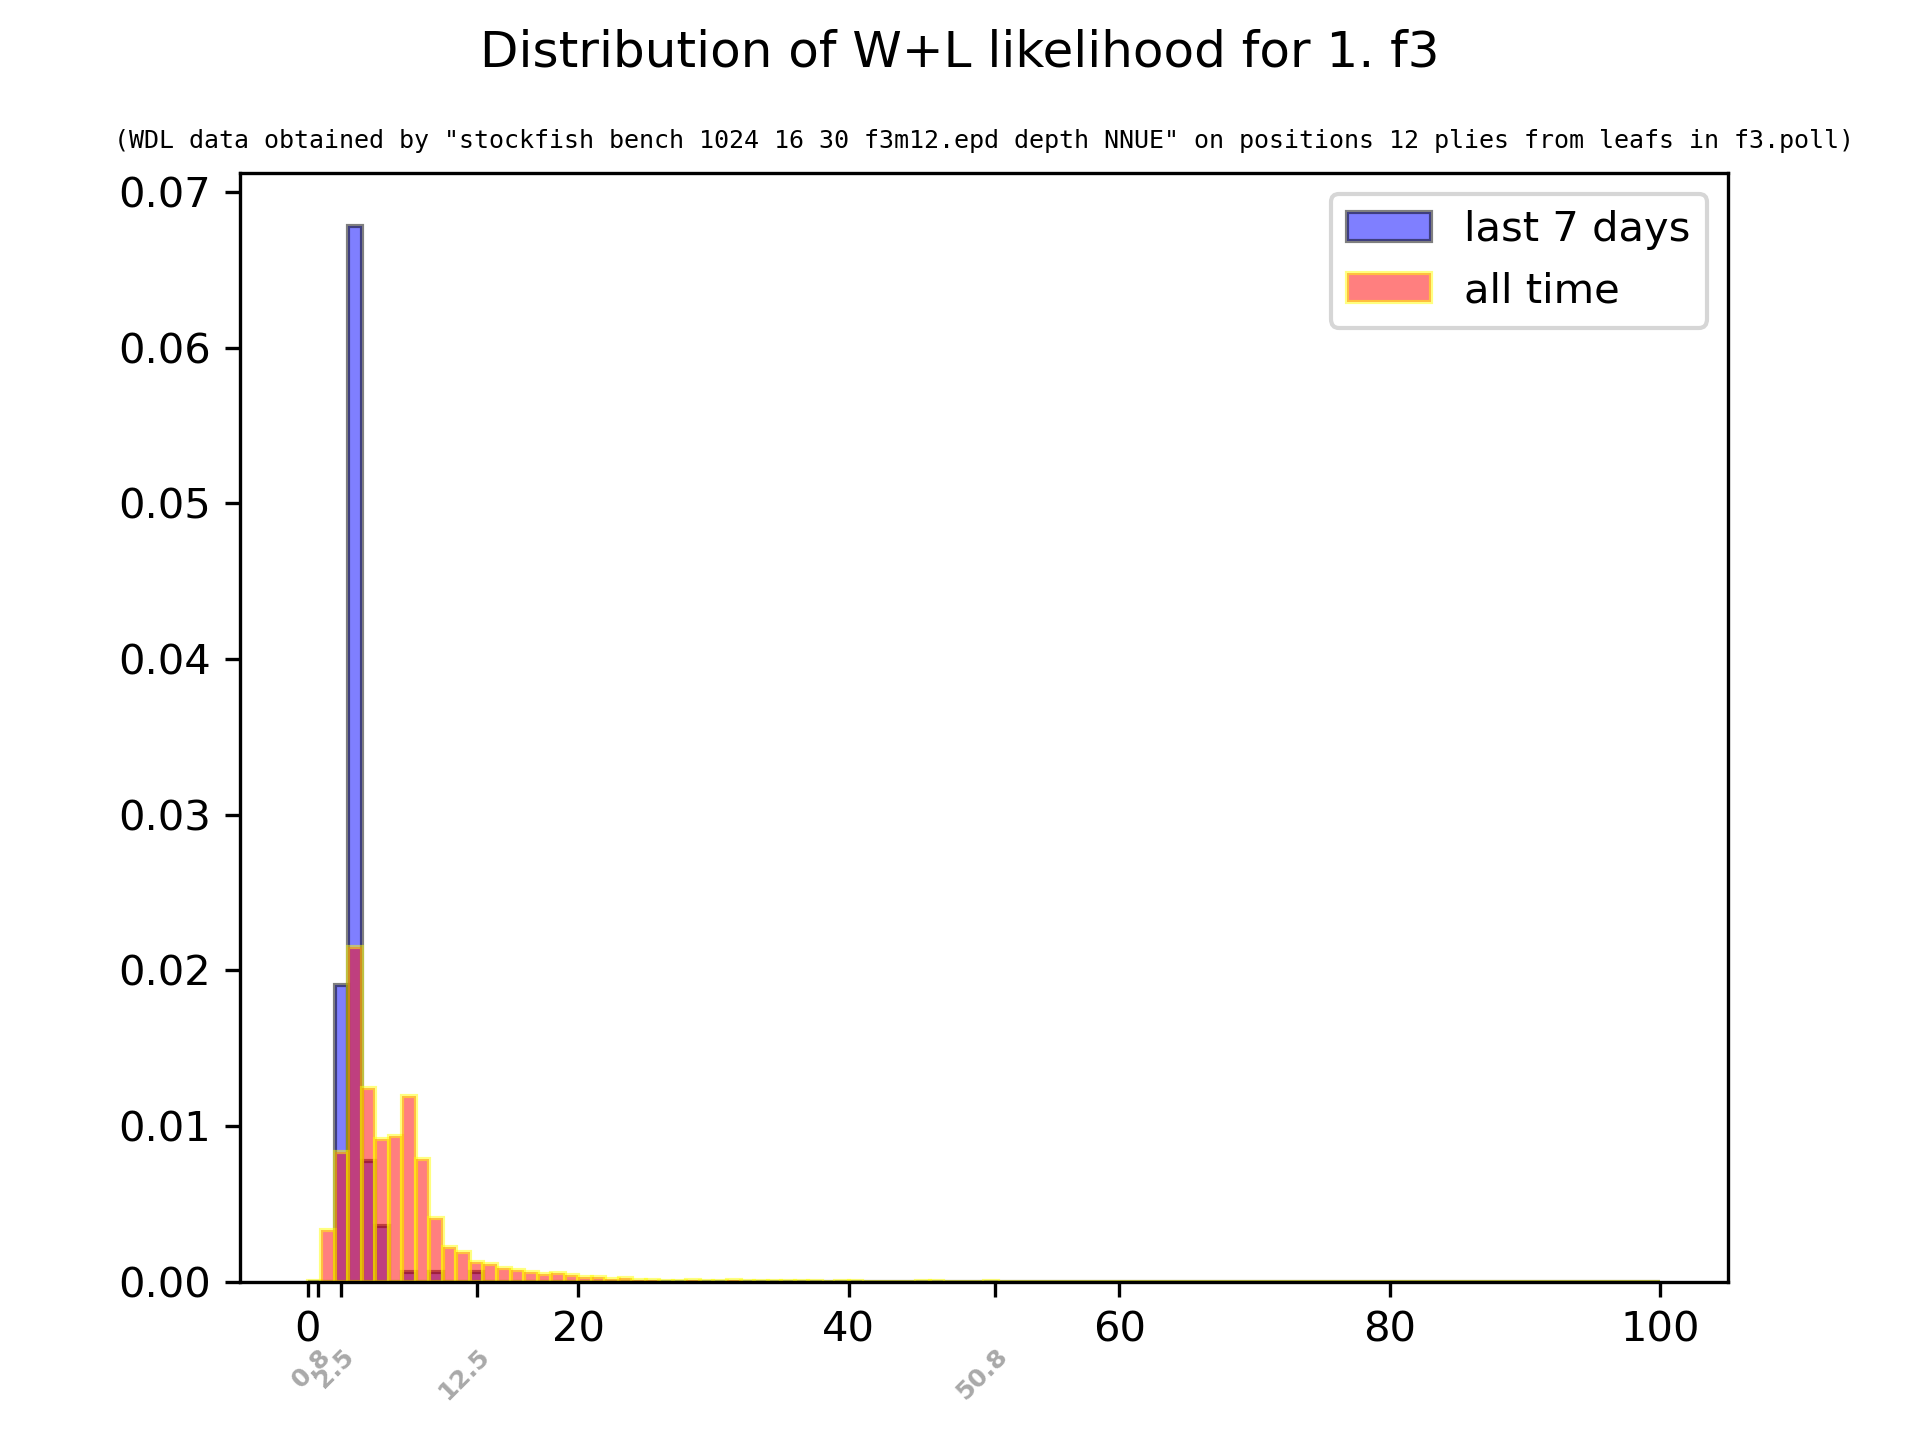 Distribution of W+L likelihood for 1. f3
(WDL data obtained by "stockfish bench 1024 16 30 f3m12.epd depth NNUE" on positions 12 plies from leafs in f3.poll)
last 7 days
all time
0.07
0.06
0.05
0.04
0.03
0.02
0.01
0.00
0 20 40 60 80 100
0.8 2.5 12.5 50.8